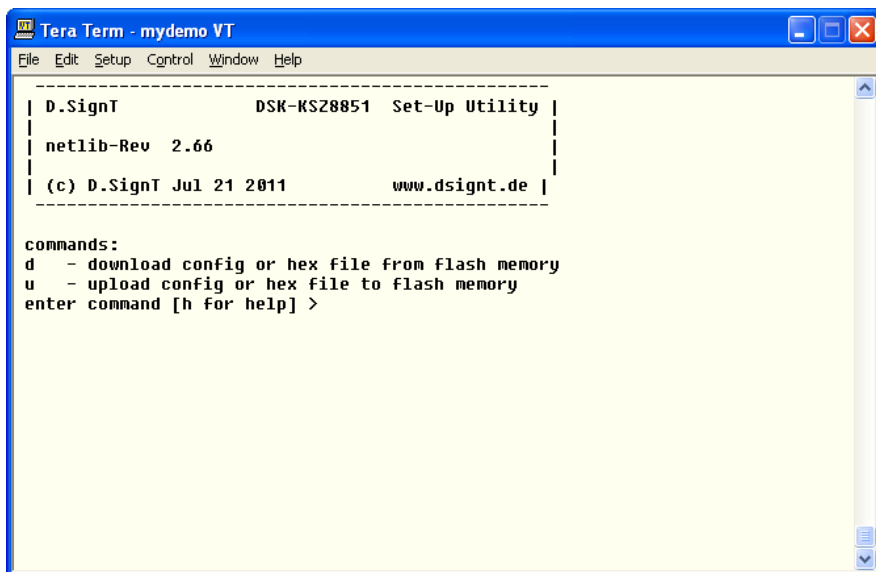 Tera Term - mydemo VT
File Edit Setup Control Window Help
--------------------------------------------------
| D.SignT             DSK-KSZ8851  Set-Up Utility |
|                                                 |
| netlib-Rev  2.66                                |
|                                                 |
| (c) D.SignT Jul 21 2011          www.dsignt.de |
--------------------------------------------------
commands:
d   - download config or hex file from flash memory
u   - upload config or hex file to flash memory
enter command [h for help] >